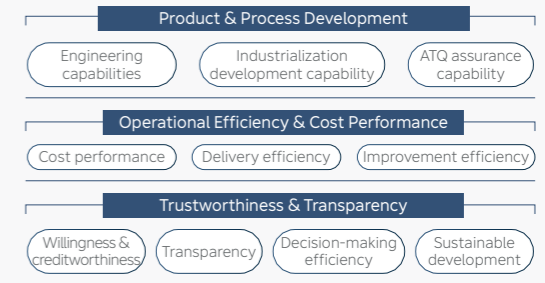 Product & Process Development
Engineering
capabilities
Industrialization
development capability
ATQ assurance
capability
Operational Efficiency & Cost Performance
Cost performance
Delivery efficiency
Improvement efficiency
Trustworthiness & Transparency
Willingness &
creditworthiness
Transparency
Decision-making
efficiency
Sustainable
development